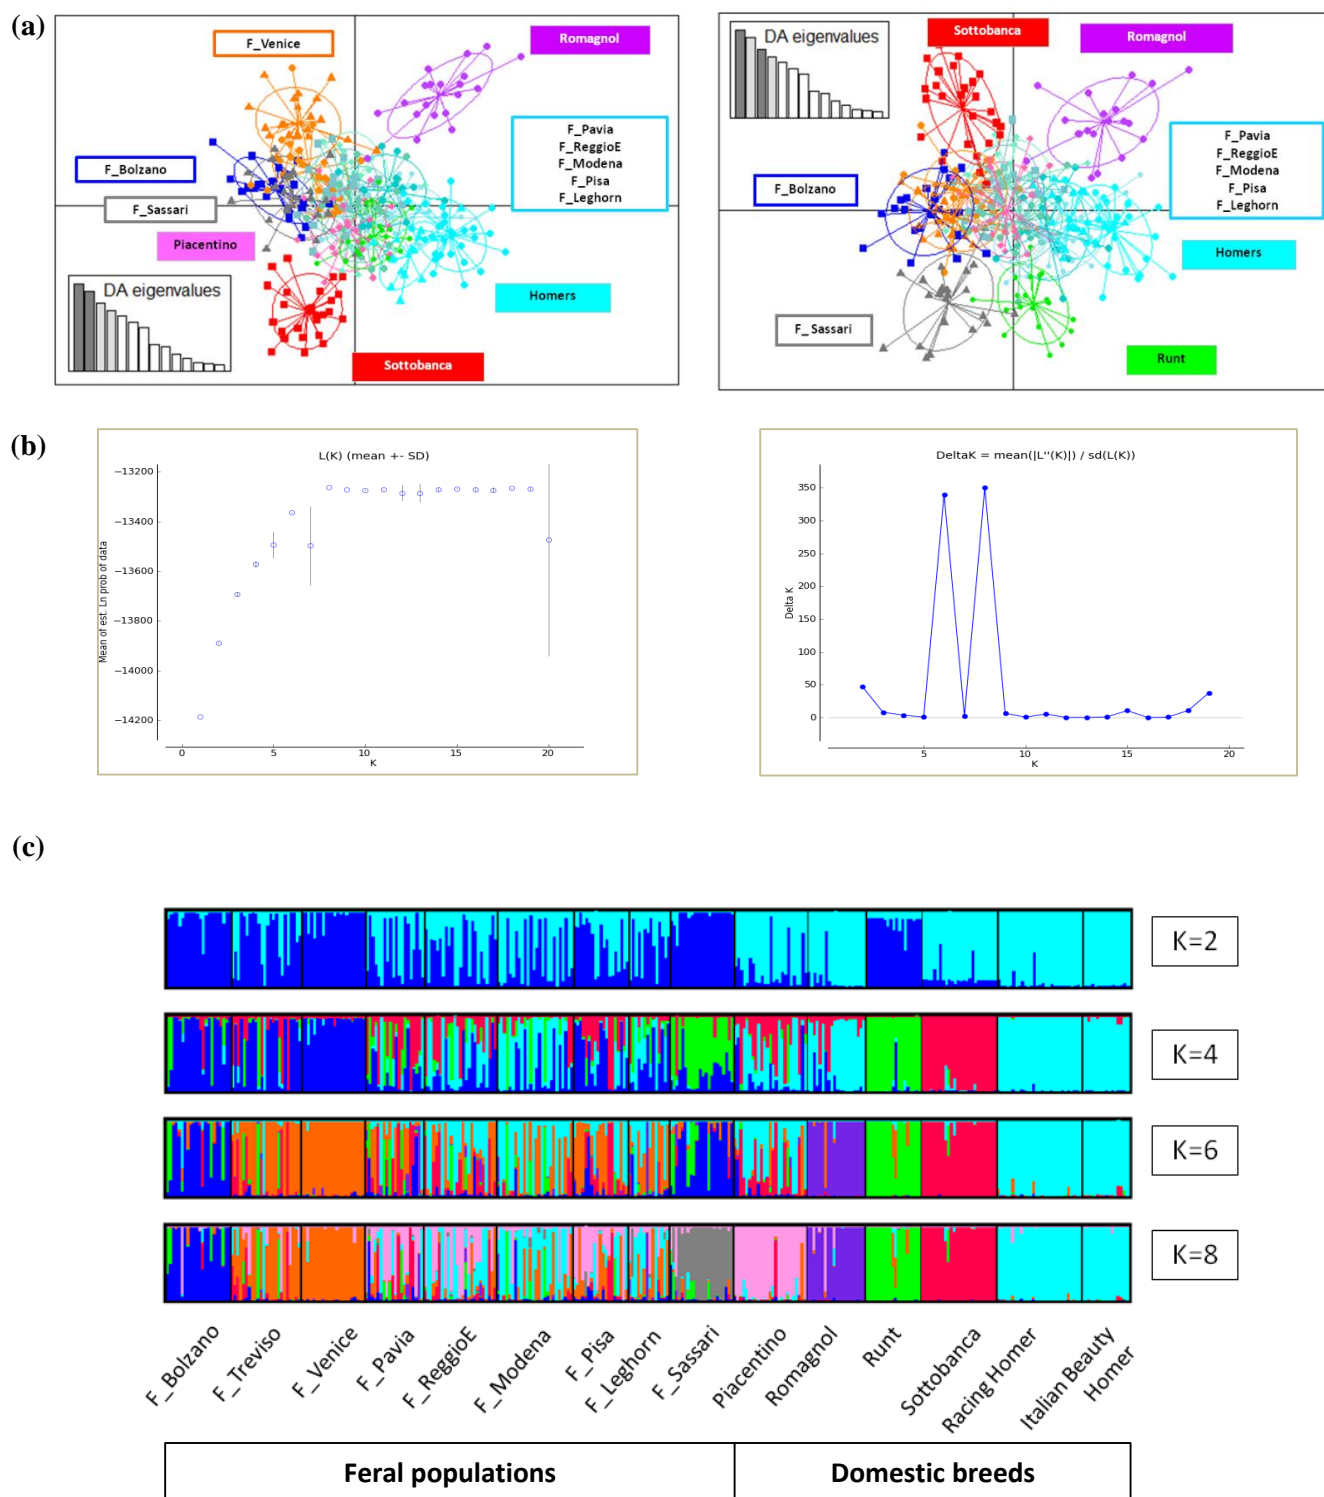 (a)
F_Venice
Romagnol
F_Pavia
F_ReggioE
F_Modena
F_Pisa
F_Leghorn
F_Bolzano
F_Sassari
Piacentino
DA eigenvalues
Homers
Sottobanca
DA eigenvalues
Sottobanca
Romagnol
F_Pavia
F_ReggioE
F_Modena
F_Pisa
F_Leghorn
F_Bolzano
Homers
F_Sassari
Runt
(b)
L(K) (mean +- SD)
Mean of est. Ln prob of data
−13200
−13400
−13600
−13800
−14000
−14200
0
5
10
15
20
K
DeltaK = mean(|L''(K)|) / sd(L(K))
Delta K
350
300
250
200
150
100
50
0
5
10
15
20
K
(c)
K=2
K=4
K=6
K=8
F_Bolzano
F_Treviso
F_Venice
F_Pavia
F_ReggioE
F_Modena
F_Pisa
F_Leghorn
F_Sassari
Piacentino
Romagnol
Runt
Sottobanca
Racing Homer
Italian Beauty
Homer
Feral populations
Domestic breeds